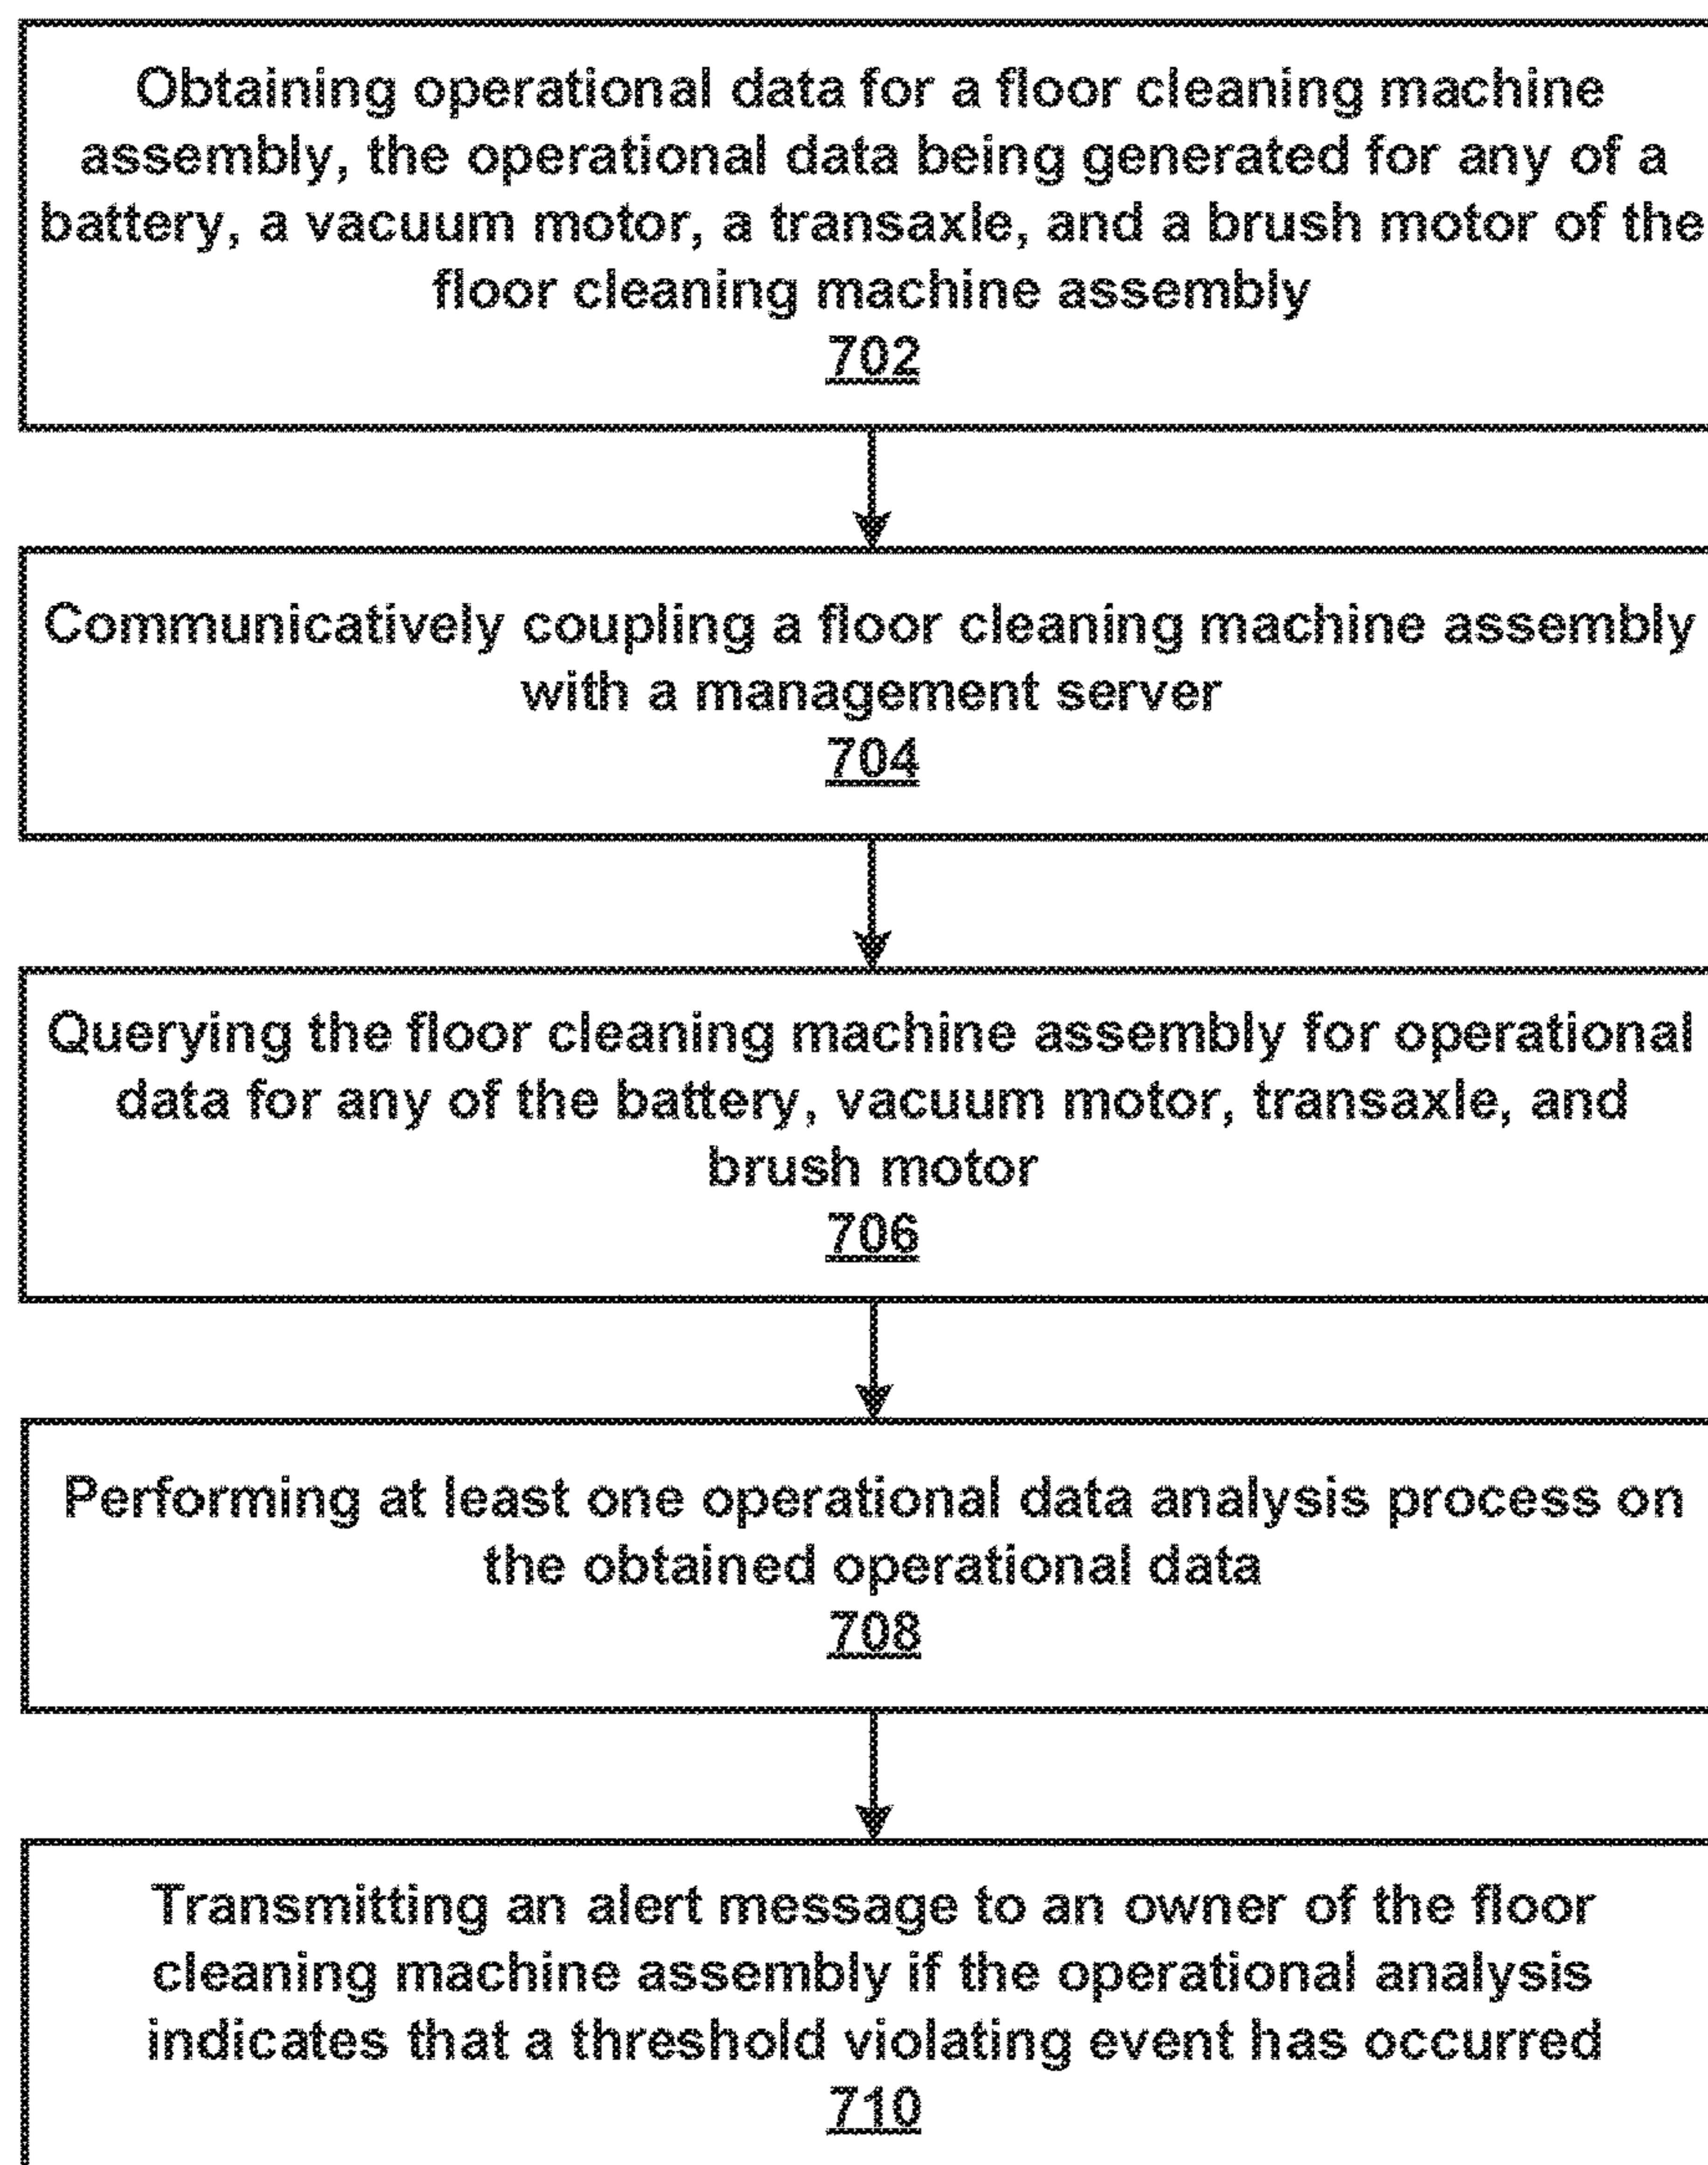 Obtaining operational data for a floor cleaning machine
assembly, the operational data being generated for any of a
battery, a vacuum motor, a transaxle, and a brush motor of the
floor cleaning machine assembly
702
Communicatively coupling a floor cleaning machine assembly
with a management server
704
Querying the floor cleaning machine assembly for operational
data for any of the battery, vacuum motor, transaxle, and
brush motor
706
Performing at least one operational data analysis process on
the obtained operational data
708
Transmitting an alert message to an owner of the floor
cleaning machine assembly if the operational analysis
indicates that a threshold violating event has occurred
710